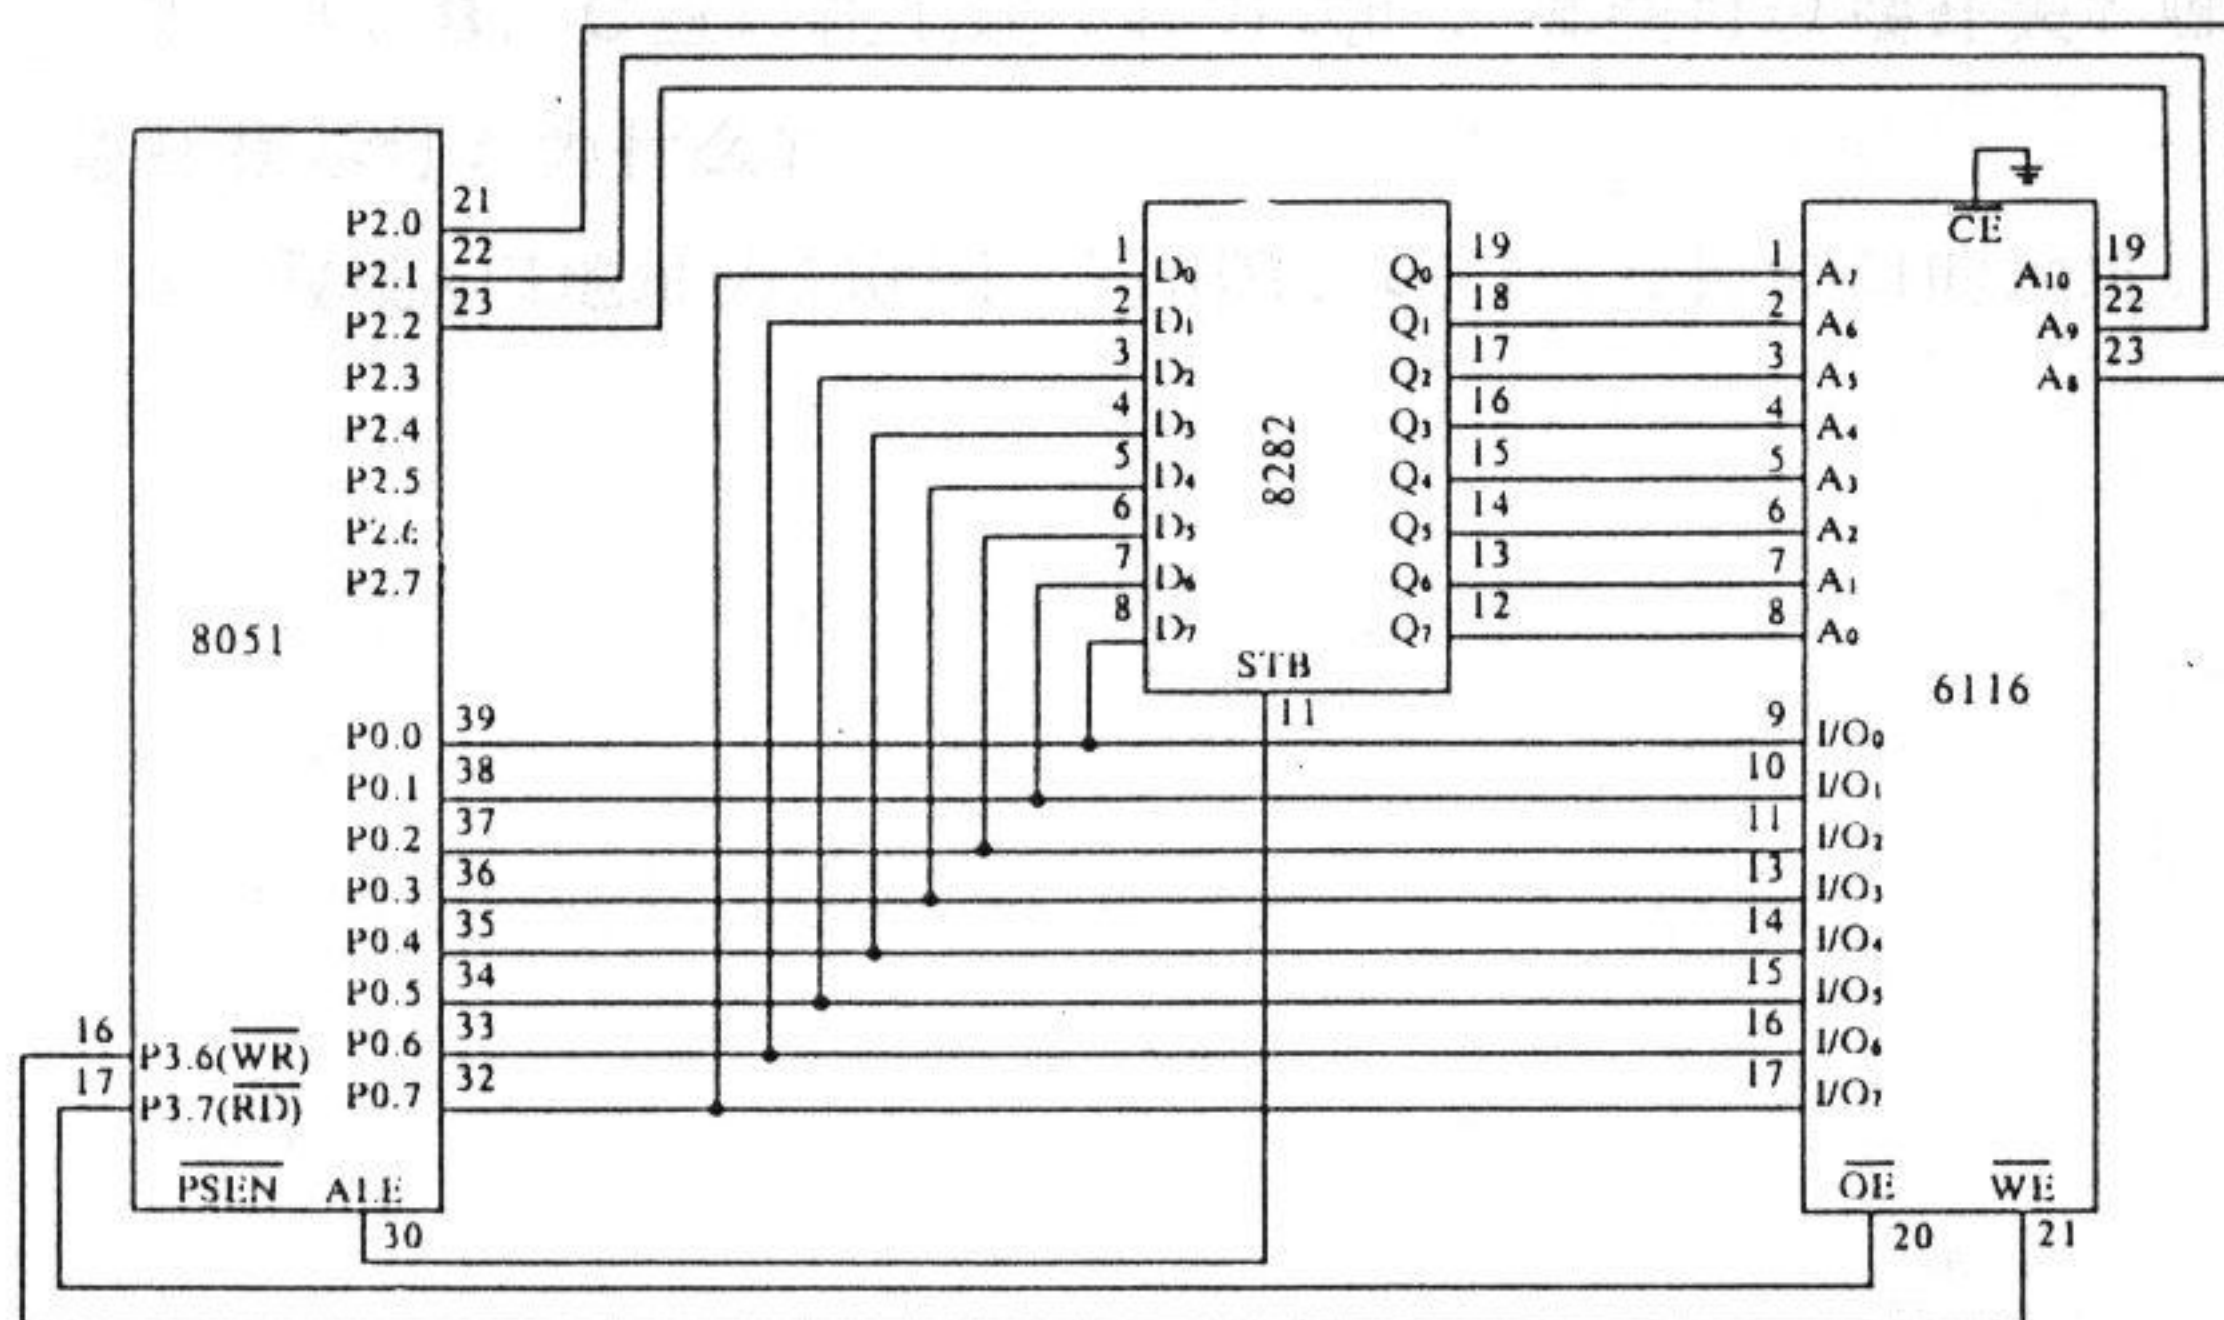 8051
P2.0 21
P2.1 22
P2.2 23
P2.3
P2.4
P2.5
P2.6
P2.7
P0.0 39
P0.1 38
P0.2 37
P0.3 36
P0.4 35
P0.5 34
P0.6 33
P0.7 32
16 P3.6(W̅R̅)
17 P3.7(R̅D̅)
P̅S̅E̅N̅ ALE
30
8282
1 D₀ Q₀ 19
2 D₁ Q₁ 18
3 D₂ Q₂ 17
4 D₃ Q₃ 16
5 D₄ Q₄ 15
6 D₅ Q₅ 14
7 D₆ Q₆ 13
8 D₇ Q₇ 12
STB
11
C̅E̅
1 A₇ A₁₀ 19
2 A₆ A₉ 22
3 A₅ A₈ 23
4 A₄
5 A₃
6 A₂
7 A₁
8 A₀
6116
9 I/O₀
10 I/O₁
11 I/O₂
13 I/O₃
14 I/O₄
15 I/O₅
16 I/O₆
17 I/O₇
O̅E̅ W̅E̅
20 21